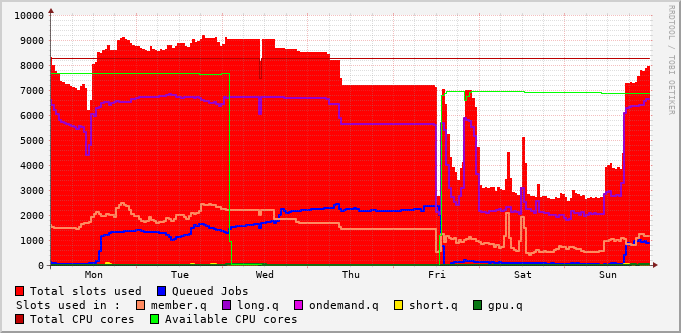 10000
9000
8000
7000
6000
5000
4000
3000
2000
1000
0
Mon Tue Wed Thu Fri Sat Sun
Total slots used Queued Jobs
Slots used in : member.q long.q ondemand.q short.q gpu.q
Total CPU cores Available CPU cores
RRDTOOL / TOBI OETIKER